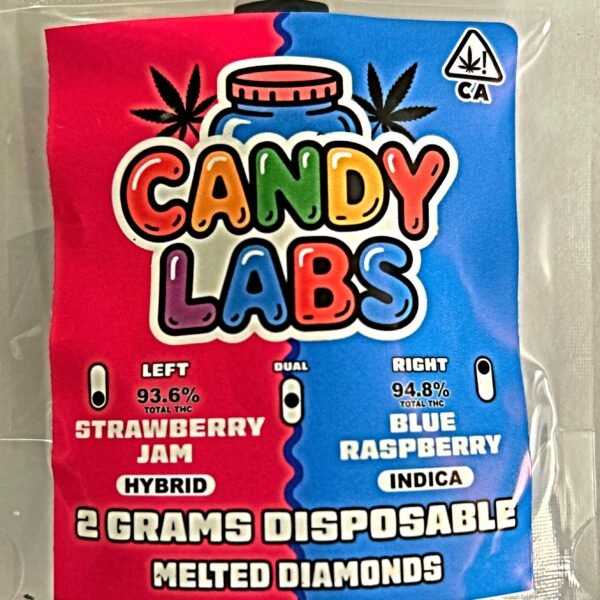 CA
CANDY
LABS
LEFT
93.6%
TOTAL THC
STRAWBERRY
JAM
HYBRID
DUAL
RIGHT
94.8%
TOTAL THC
BLUE
RASPBERRY
INDICA
2 GRAMS DISPOSABLE
MELTED DIAMONDS